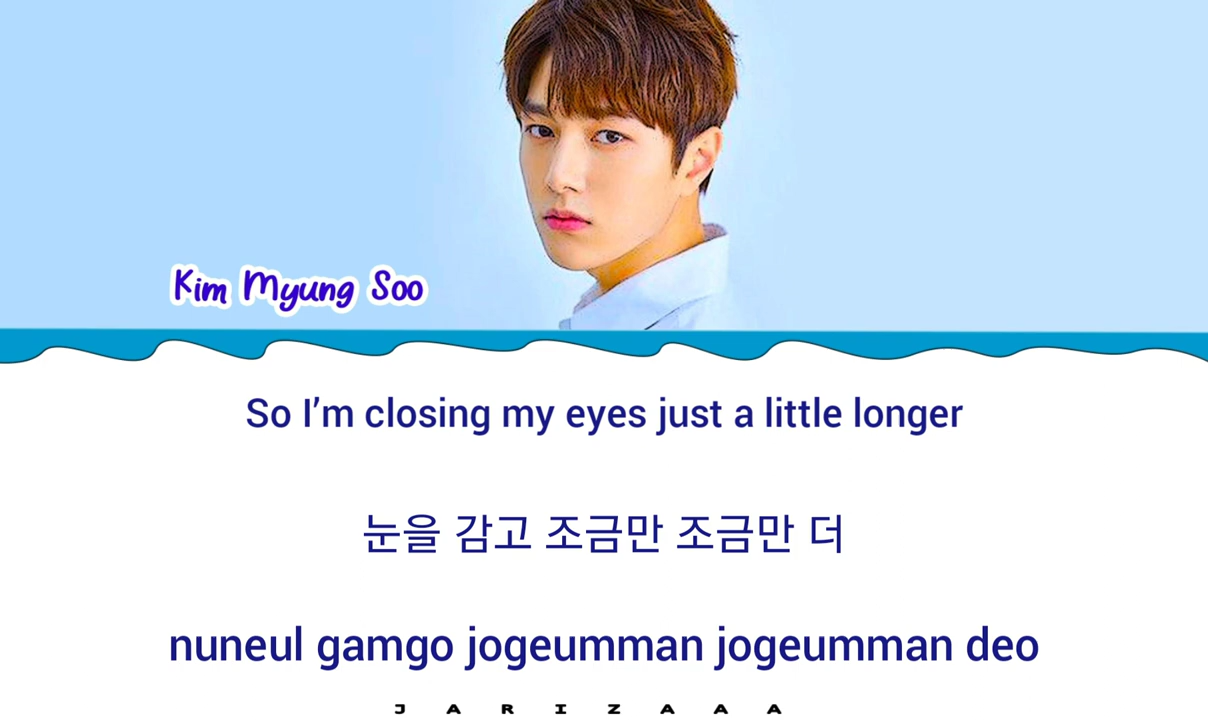 Kim Myung Soo
So I’m closing my eyes just a little longer
눈을 감고 조금만 조금만 더
nuneul gamgo jogeumman jogeumman deo
JARIZAAA